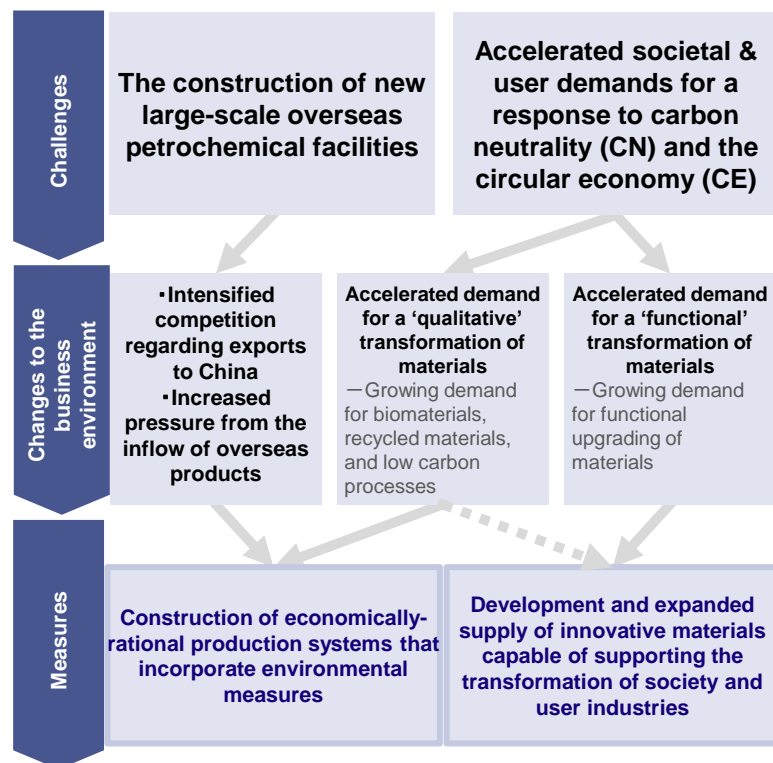 Challenges
The construction of new
large-scale overseas
petrochemical facilities
Accelerated societal &
user demands for a
response to carbon
neutrality (CN) and the
circular economy (CE)
Changes to the
business
environment
・Intensified
competition
regarding exports
to China
・Increased
pressure from the
inflow of overseas
products
Accelerated demand
for a ‘qualitative’
transformation of
materials
―Growing demand
for biomaterials,
recycled materials,
and low carbon
processes
Accelerated demand
for a ‘functional’
transformation of
materials
―Growing demand
for functional
upgrading of
materials
Measures
Construction of economically-
rational production systems that
incorporate environmental
measures
Development and expanded
supply of innovative materials
capable of supporting the
transformation of society and
user industries